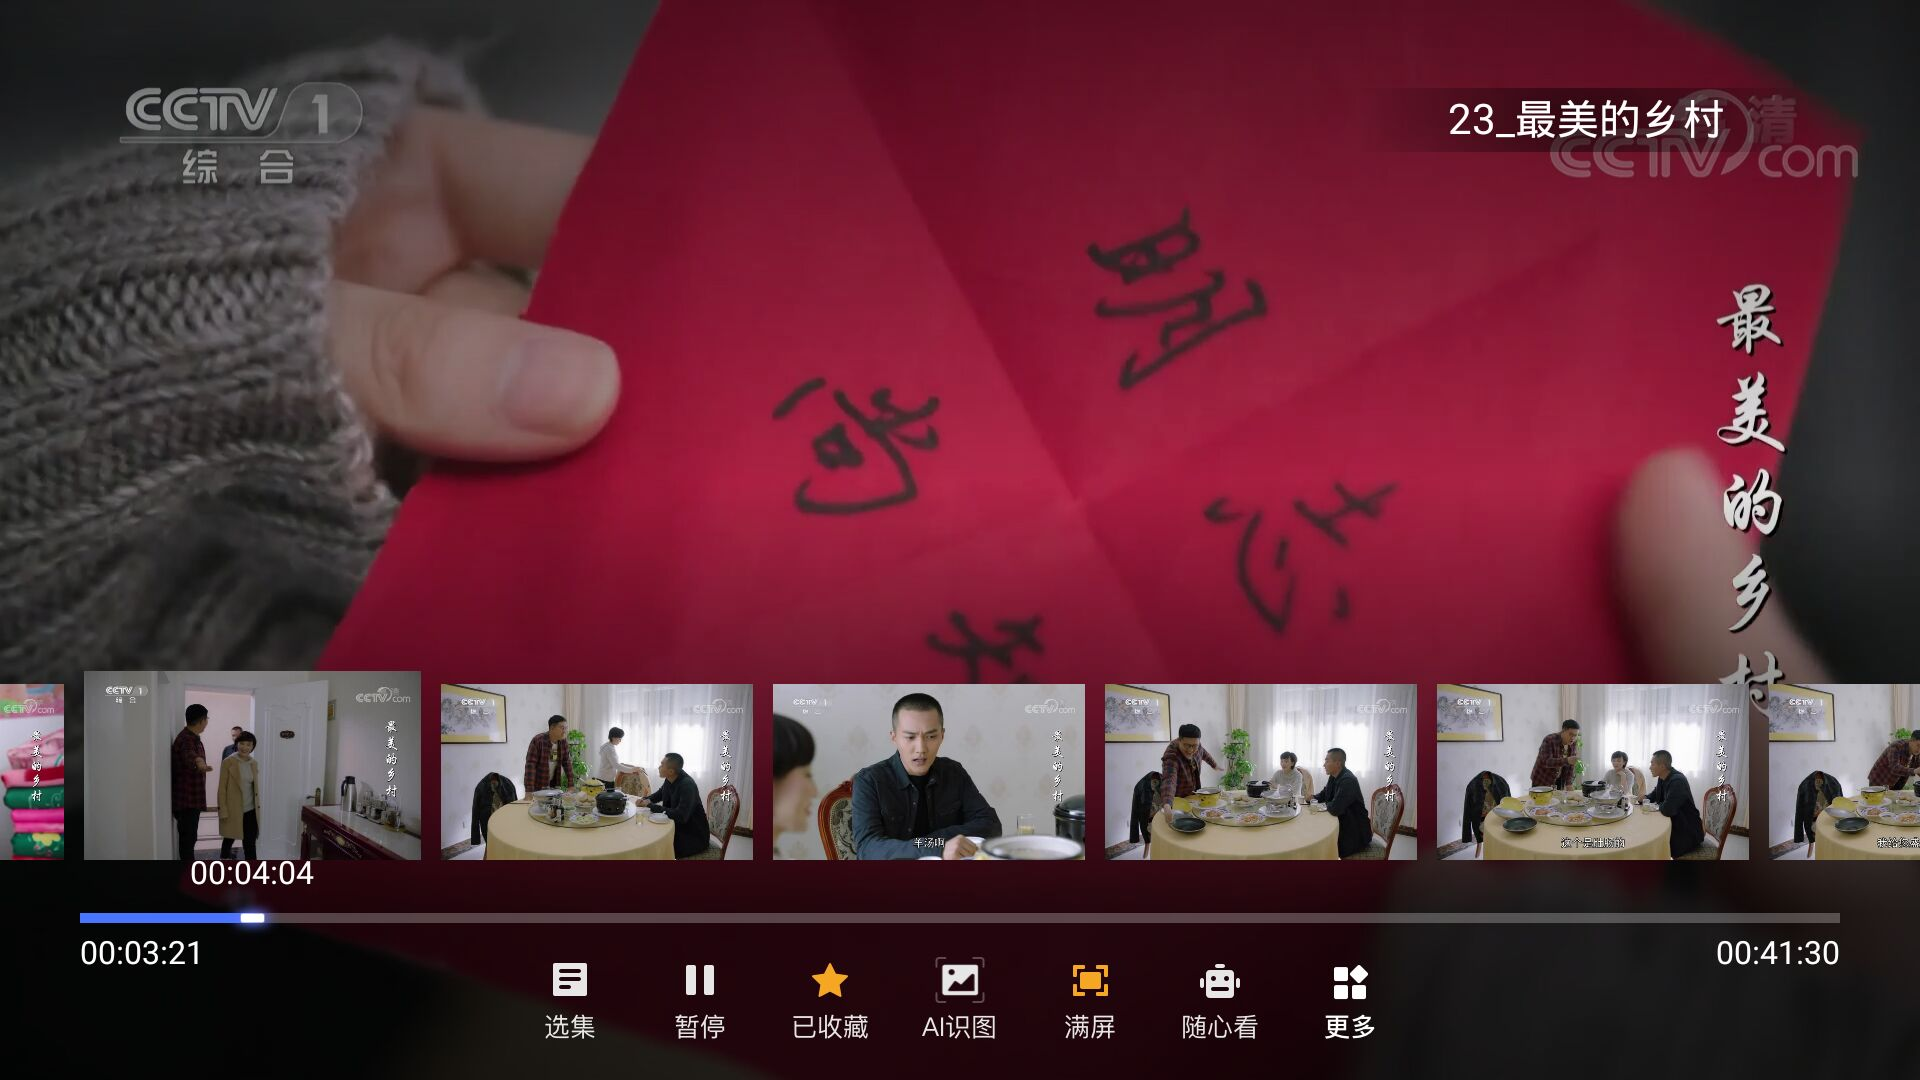 CCTV 1
综 合
23_最美的乡村
CCTV com
最美的乡村
尚
志
00:04:04
00:03:21
00:41:30
选集
暂停
已收藏
AI识图
满屏
随心看
更多